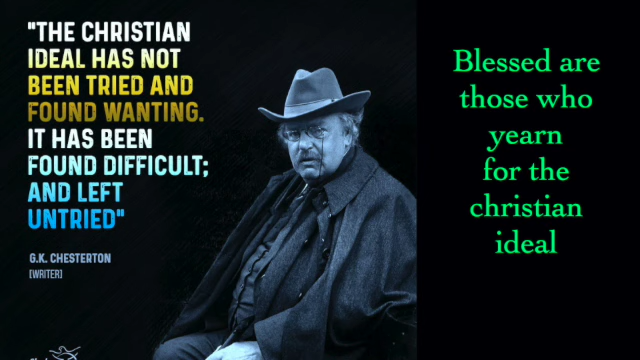 "THE CHRISTIAN
IDEAL HAS NOT
BEEN TRIED AND
FOUND WANTING.
IT HAS BEEN
FOUND DIFFICULT;
AND LEFT
UNTRIED"
G.K. CHESTERTON
[WRITER]
Blessed are
those who
yearn
for the
christian
ideal